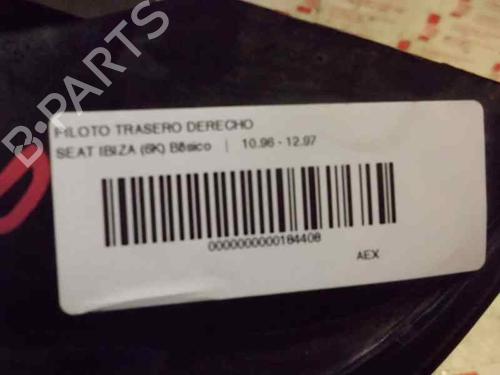 PILOTO TRASERO DERECHO
SEAT IBIZA (6K) Básico | 10.96 - 12.97
0000000000184408
AEX
B-PARTS